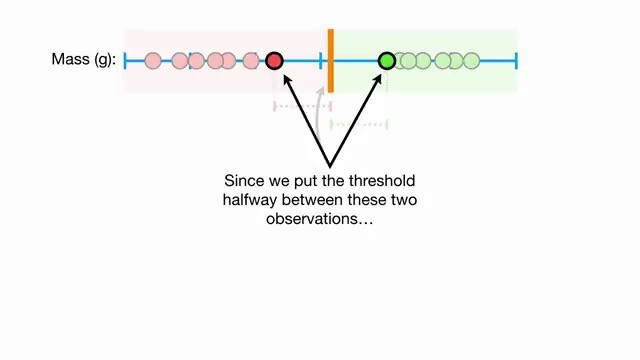 Mass (g):
Since we put the threshold
halfway between these two
observations…